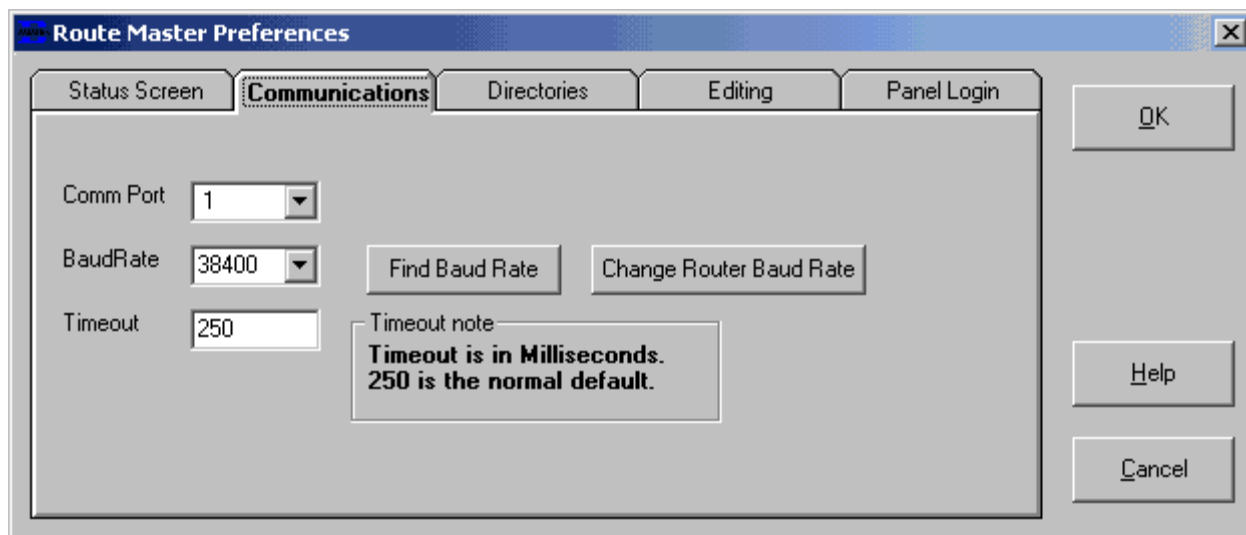 Route Master Preferences
Status Screen
Communications
Directories
Editing
Panel Login
OK
Comm Port
1
BaudRate
38400
Find Baud Rate
Change Router Baud Rate
Timeout
250
Timeout note
Timeout is in Milliseconds.
250 is the normal default.
Help
Cancel